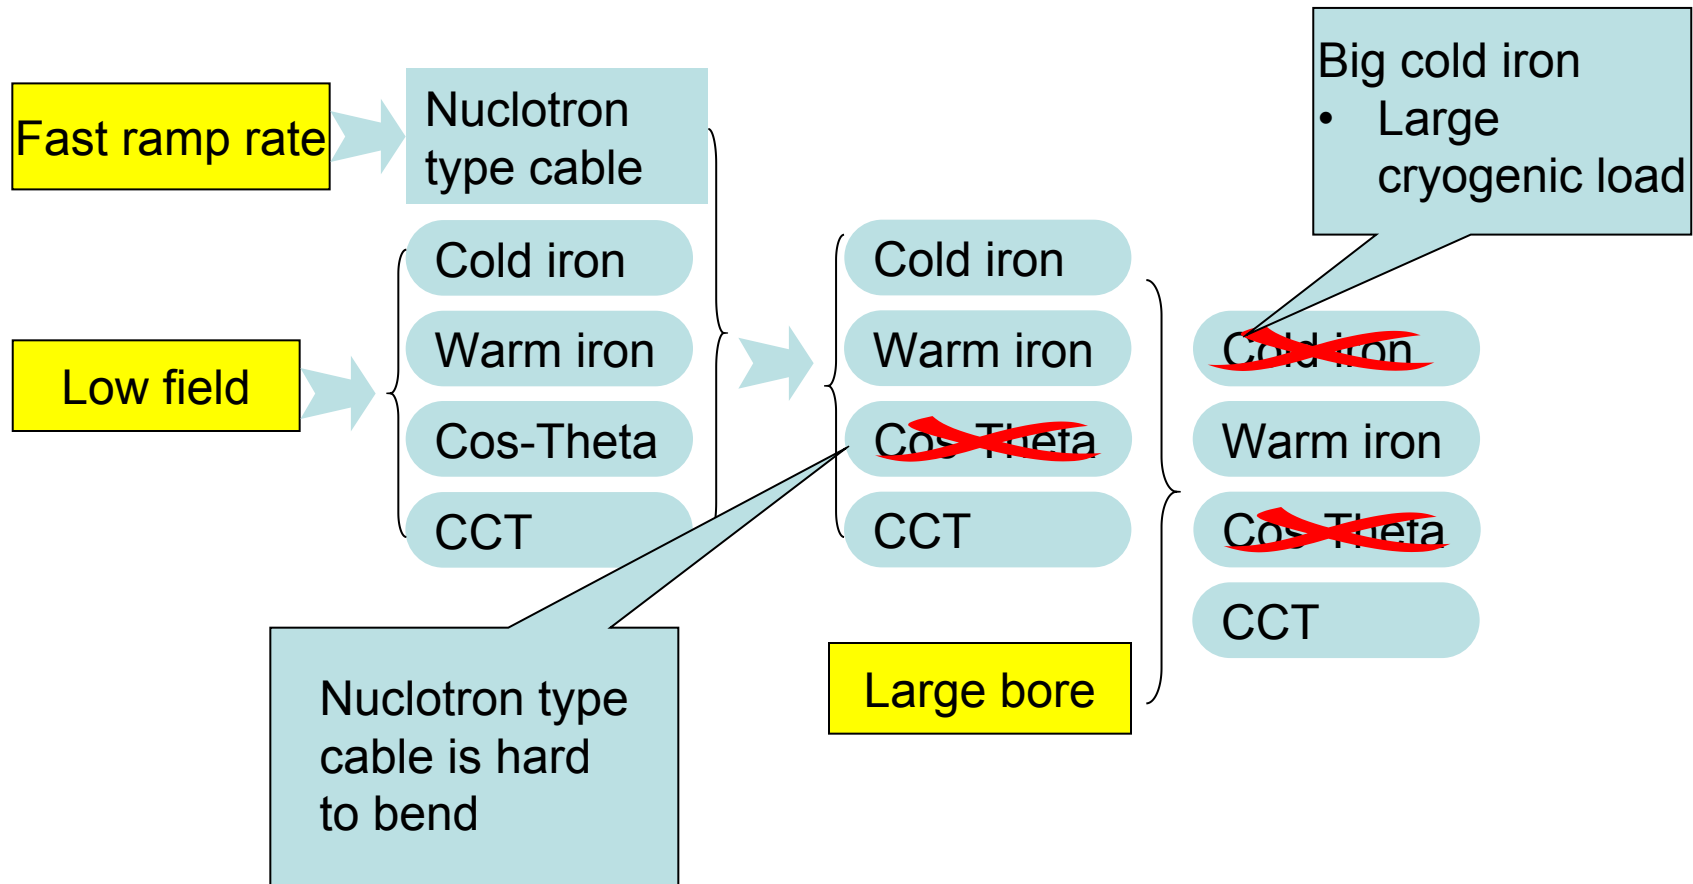 Fast ramp rate
Nuclotron
type cable
Low field
Cold iron
Warm iron
Cos-Theta
CCT
Cold iron
Warm iron
Cos-Theta
CCT
Nuclotron type
cable is hard
to bend
Large bore
Big cold iron
• Large
cryogenic load
Cold iron
Warm iron
Cos-Theta
CCT